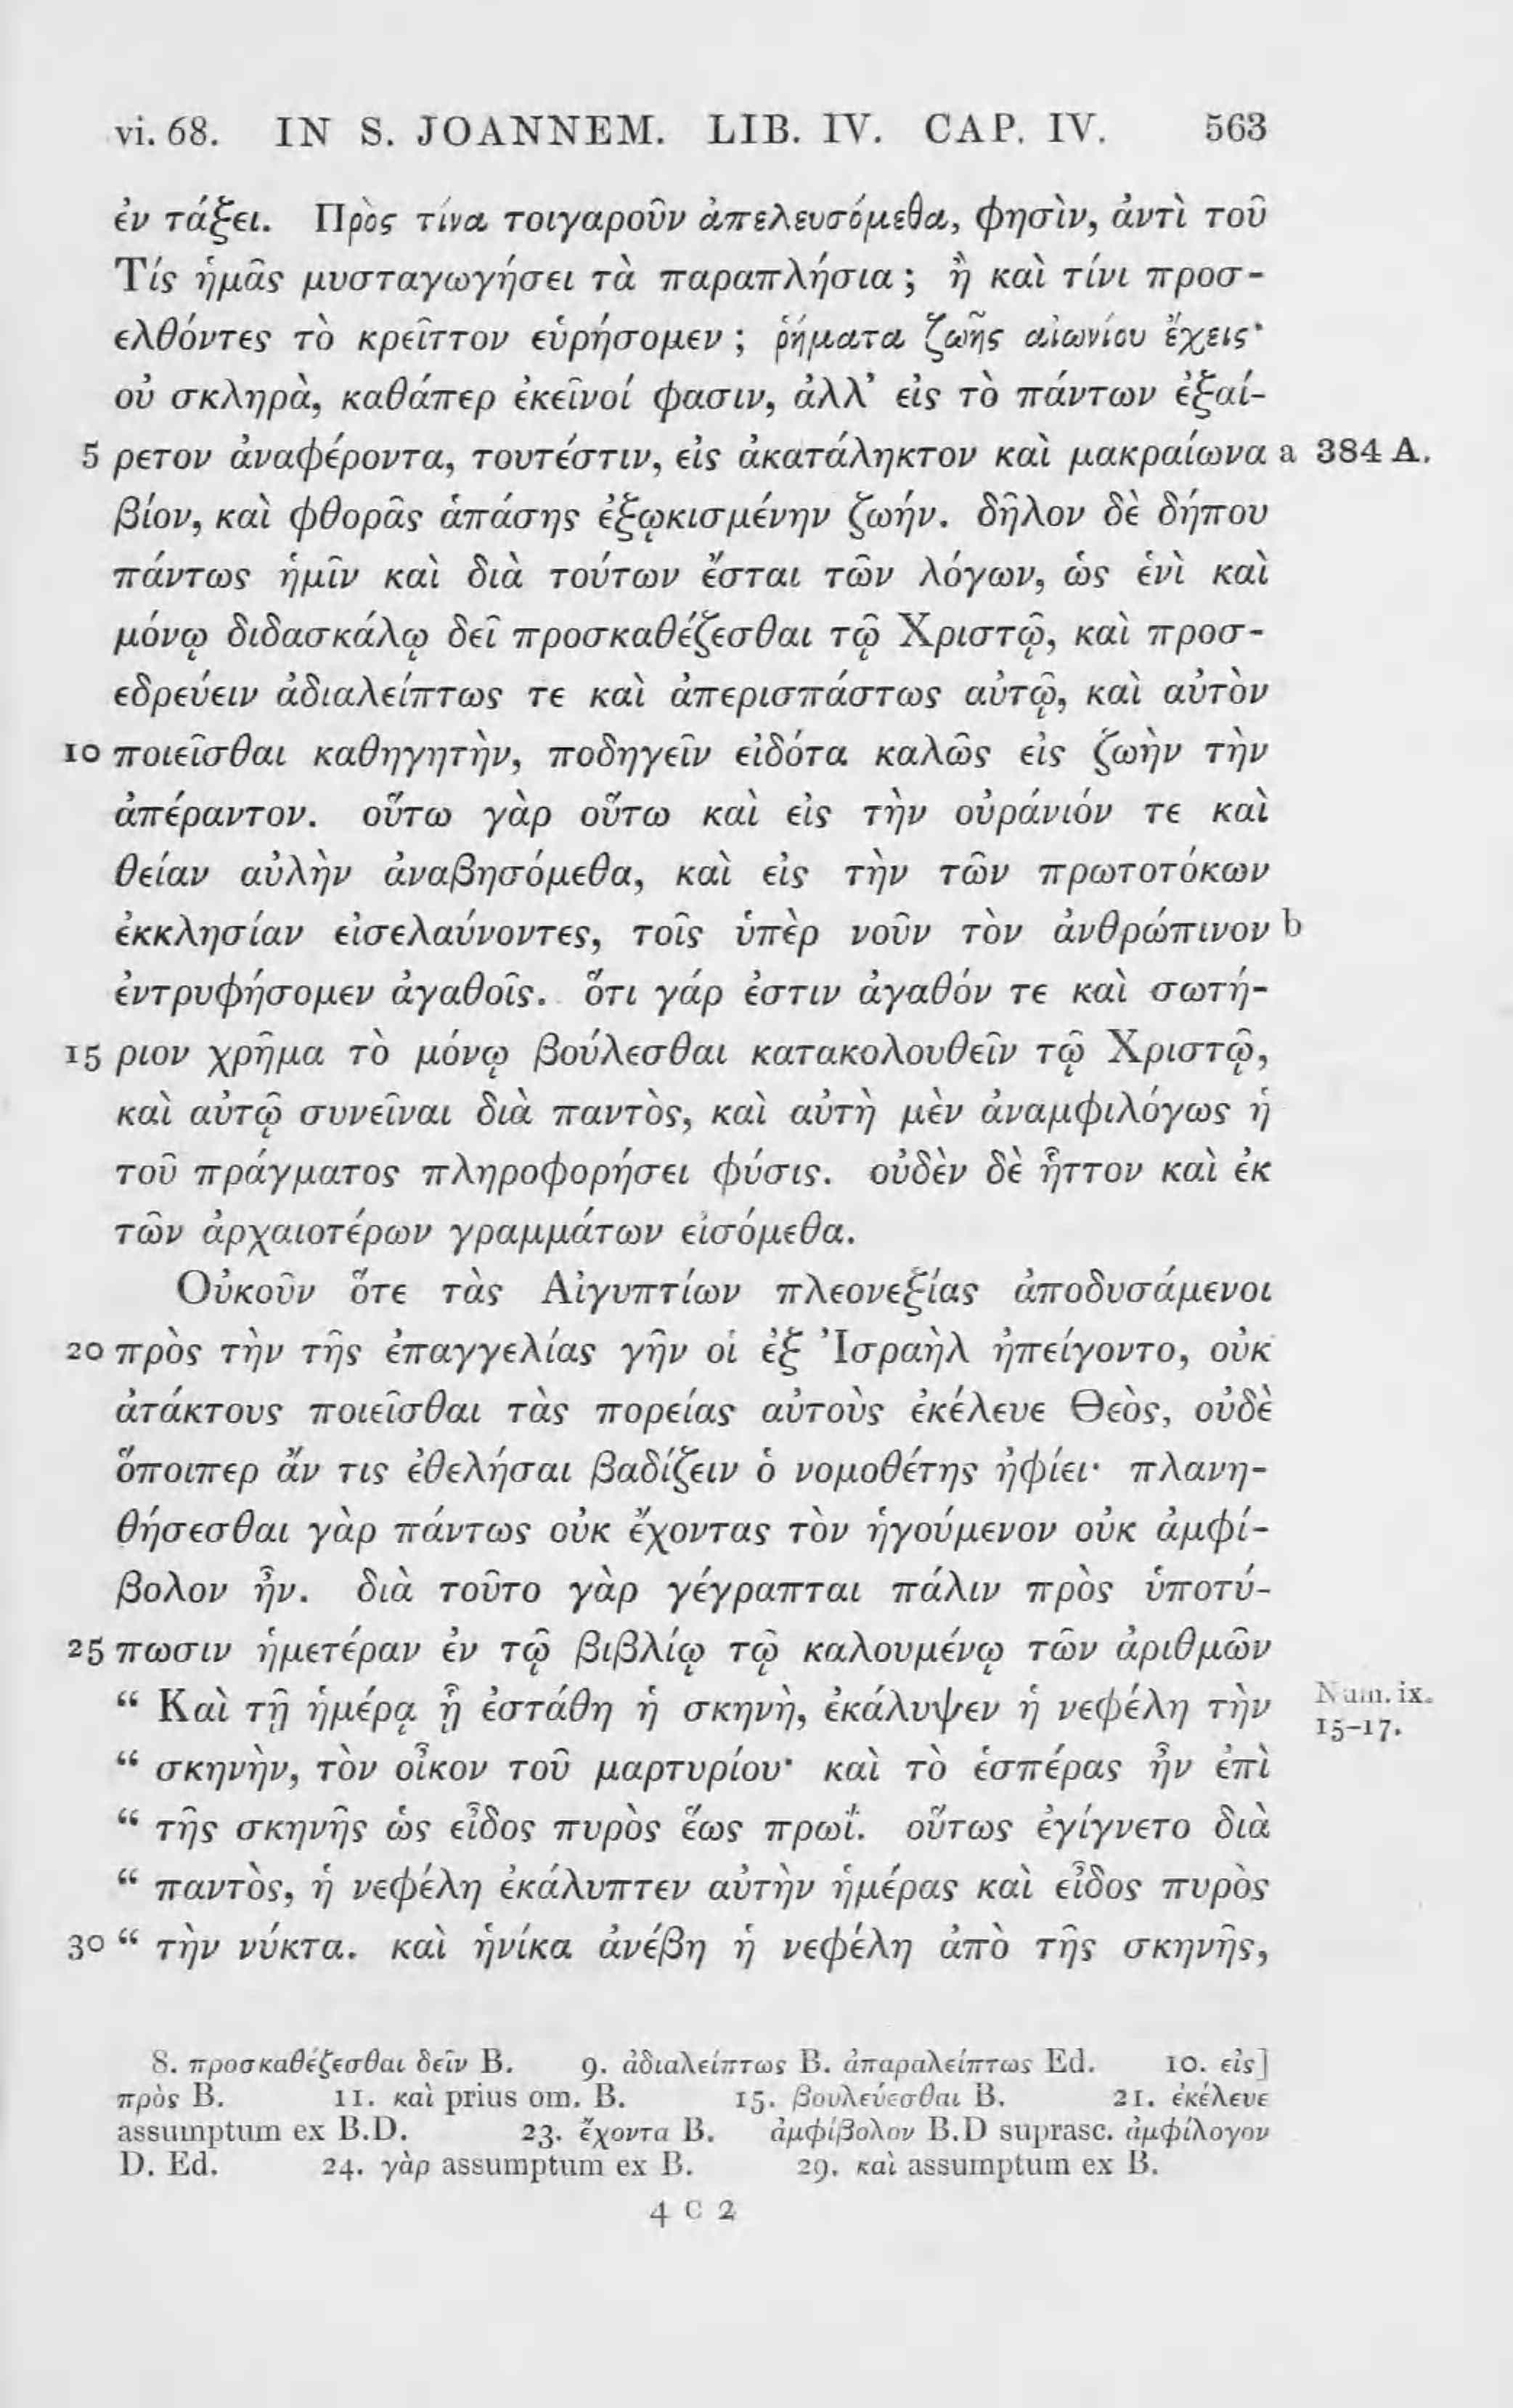 vi. 68. IN S. JOANNEM. LIB. IV. CAP. IV. 563
ἐν τάξει. Πρὸς τίνα τοιγαροῦν ἀπελευσόμεθα, φησὶν, ἀντὶ τοῦ
Τίς ἡμᾶς μυσταγωγήσει τὰ παραπλήσια; ἢ καὶ τίνι προσ-
ελθόντες τὸ κρεῖττον εὑρήσομεν; ῥήματα ζωῆς αἰωνίου ἔχεις·
οὐ σκληρὰ, καθάπερ ἐκεῖνοί φασιν, ἀλλ’ εἰς τὸ πάντων ἐξαί-
5 ρετον ἀναφέροντα, τουτέστιν, εἰς ἀκατάληκτον καὶ μακραίωνα a 384 A.
βίον, καὶ φθορᾶς ἁπάσης ἐξῳκισμένην ζωήν. δῆλον δὲ δήπου
πάντως ἡμῖν καὶ διὰ τούτων ἔσται τῶν λόγων, ὡς ἑνὶ καὶ
μόνῳ διδασκάλῳ δεῖ προσκαθέζεσθαι τῷ Χριστῷ, καὶ προσ-
εδρεύειν ἀδιαλείπτως τε καὶ ἀπερισπάστως αὐτῷ, καὶ αὐτὸν
10 ποιεῖσθαι καθηγητὴν, ποδηγεῖν εἰδότα καλῶς εἰς ζωὴν τὴν
ἀπέραντον. οὕτω γὰρ οὕτω καὶ εἰς τὴν οὐράνιόν τε καὶ
θείαν αὐλὴν ἀναβησόμεθα, καὶ εἰς τὴν τῶν πρωτοτόκων
ἐκκλησίαν εἰσελαύνοντες, τοῖς ὑπὲρ νοῦν τὸν ἀνθρώπινον b
ἐντρυφήσομεν ἀγαθοῖς. ὅτι γάρ ἐστιν ἀγαθόν τε καὶ σωτή-
15 ριον χρῆμα τὸ μόνῳ βούλεσθαι κατακολουθεῖν τῷ Χριστῷ,
καὶ αὐτῷ συνεῖναι διὰ παντὸς, καὶ αὐτὴ μὲν ἀναμφιλόγως ἡ
τοῦ πράγματος πληροφορήσει φύσις. οὐδὲν δὲ ἧττον καὶ ἐκ
τῶν ἀρχαιοτέρων γραμμάτων εἰσόμεθα.
Οὐκοῦν ὅτε τὰς Αἰγυπτίων πλεονεξίας ἀποδυσάμενοι
20 πρὸς τὴν τῆς ἐπαγγελίας γῆν οἱ ἐξ Ἰσραὴλ ἠπείγοντο, οὐκ
ἀτάκτους ποιεῖσθαι τὰς πορείας αὐτοὺς ἐκέλευε Θεὸς, οὐδὲ
ὅποιπερ ἄν τις ἐθελήσαι βαδίζειν ὁ νομοθέτης ἠφίει· πλανη-
θήσεσθαι γὰρ πάντως οὐκ ἔχοντας τὸν ἡγούμενον οὐκ ἀμφί-
βολον ἦν. διὰ τοῦτο γὰρ γέγραπται πάλιν πρὸς ὑποτύ-
25 πωσιν ἡμετέραν ἐν τῷ βιβλίῳ τῷ καλουμένῳ τῶν ἀριθμῶν
“ Καὶ τῇ ἡμέρᾳ ᾗ ἐστάθη ἡ σκηνὴ, ἐκάλυψεν ἡ νεφέλη τὴν Num. ix.
15-17.
“ σκηνὴν, τὸν οἶκον τοῦ μαρτυρίου· καὶ τὸ ἑσπέρας ἦν ἐπὶ
“ τῆς σκηνῆς ὡς εἶδος πυρὸς ἕως πρωΐ. οὕτως ἐγίγνετο διὰ
“ παντὸς, ἡ νεφέλη ἐκάλυπτεν αὐτὴν ἡμέρας καὶ εἶδος πυρὸς
30 “ τὴν νύκτα. καὶ ἡνίκα ἀνέβη ἡ νεφέλη ἀπὸ τῆς σκηνῆς,
8. προσκαθέζεσθαι δεῖν B. 9. ἀδιαλείπτως B. ἀπαραλείπτως Ed. 10. εἰς]
πρὸς B. 11. καὶ prius om. B. 15. βουλεύεσθαι B. 21. ἐκέλευε
assumptum ex B.D. 23. ἔχοντα B. ἀμφίβολον B.D suprasc. ἀμφίλογον
D. Ed. 24. γὰρ assumptum ex B. 29. καὶ assumptum ex B.
4 C 2